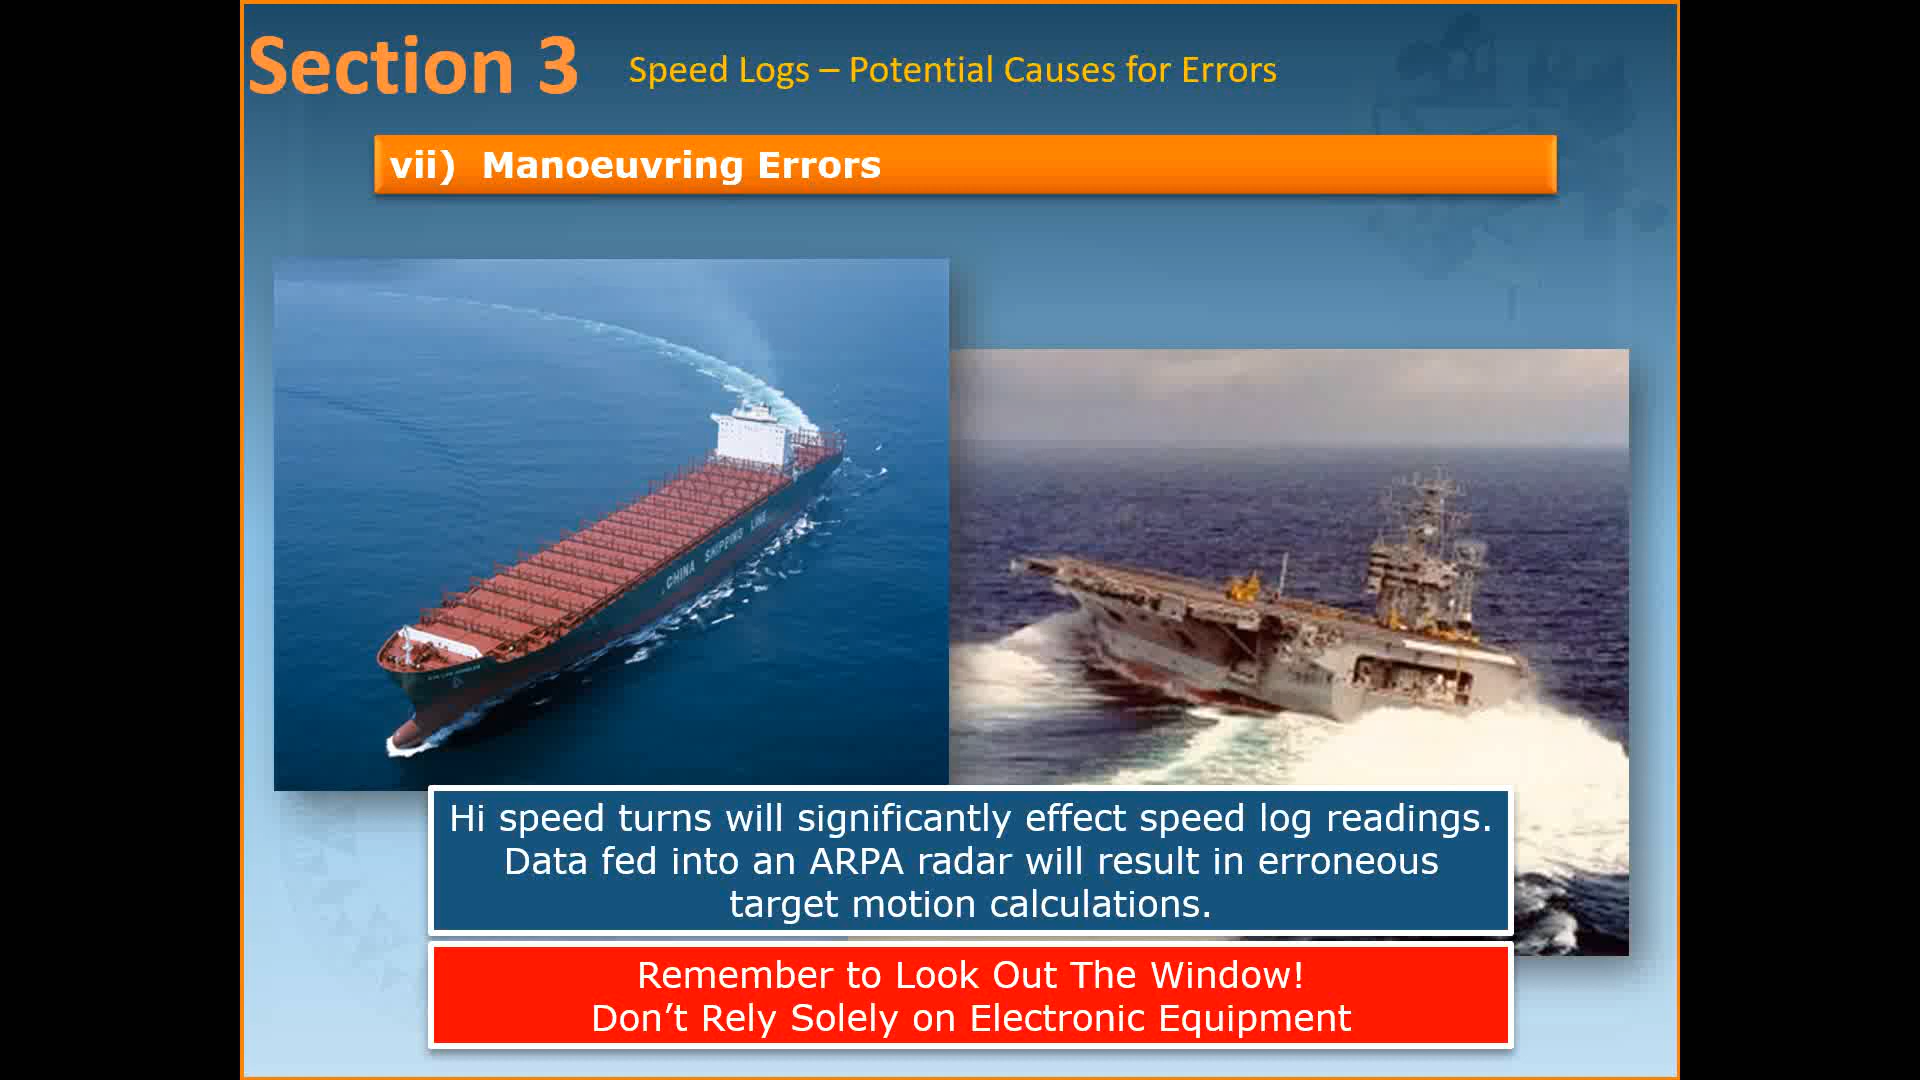 Section 3
Speed Logs – Potential Causes for Errors
vii) Manoeuvring Errors
CHINA SHIPPING LINE
Hi speed turns will significantly effect speed log readings.
Data fed into an ARPA radar will result in erroneous
target motion calculations.
Remember to Look Out The Window!
Don’t Rely Solely on Electronic Equipment